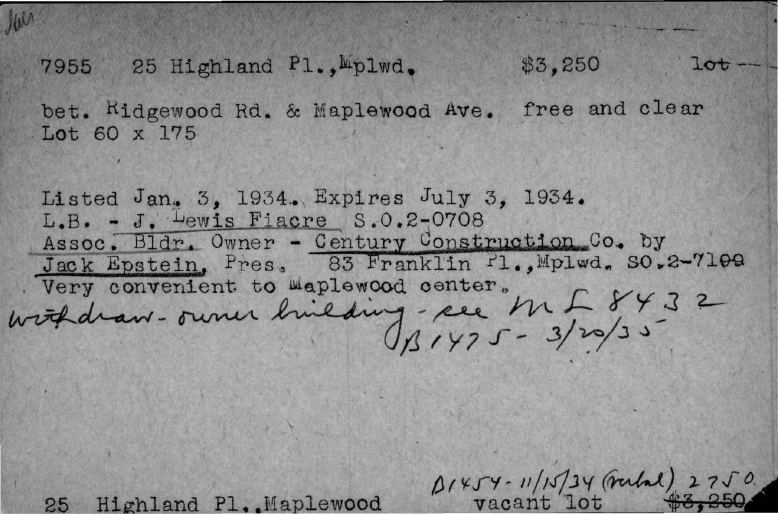 7955 25 Highland Pl.,Mplwd. $3,250 lot
bet. Ridgewood Rd. & Maplewood Ave. free and clear
Lot 60 x 175
Listed Jan. 3, 1934. Expires July 3, 1934.
L.B. - J. Lewis Fiacre S.O.2-0708
Assoc. Bldr. Owner - Century Construction Co. by
Jack Epstein, Pres. 83 Franklin Pl.,Mplwd. SO.2-7109
Very convenient to Maplewood center.
withdraw - owner building - see ML 8432
B1475 - 3/20/35
B1454 - 11/15/34 (verbal) 2750
25 Highland Pl.,Maplewood vacant lot $3,250